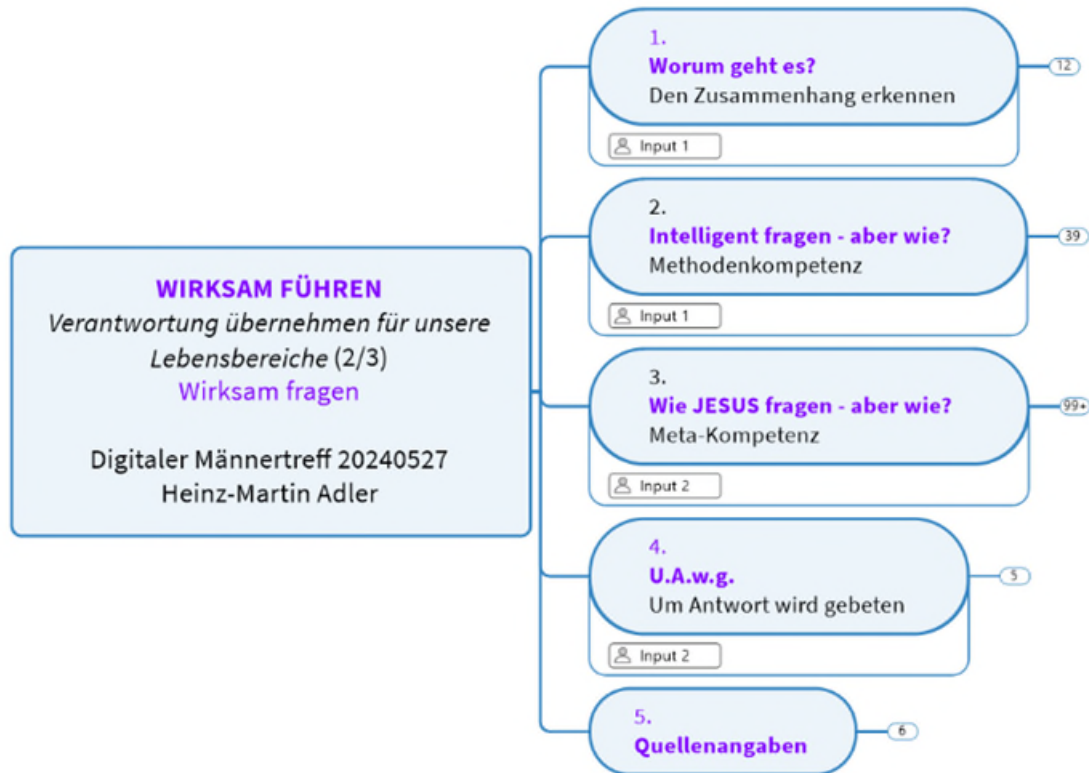 WIRKSAM FÜHREN
Verantwortung übernehmen für unsere
Lebensbereiche (2/3)
Wirksam fragen
Digitaler Männertreff 20240527
Heinz-Martin Adler
1.
Worum geht es?
Den Zusammenhang erkennen
12
Input 1
2.
Intelligent fragen - aber wie?
Methodenkompetenz
39
Input 1
3.
Wie JESUS fragen - aber wie?
Meta-Kompetenz
99+
Input 2
4.
U.A.w.g.
Um Antwort wird gebeten
5
Input 2
5.
Quellenangaben
6